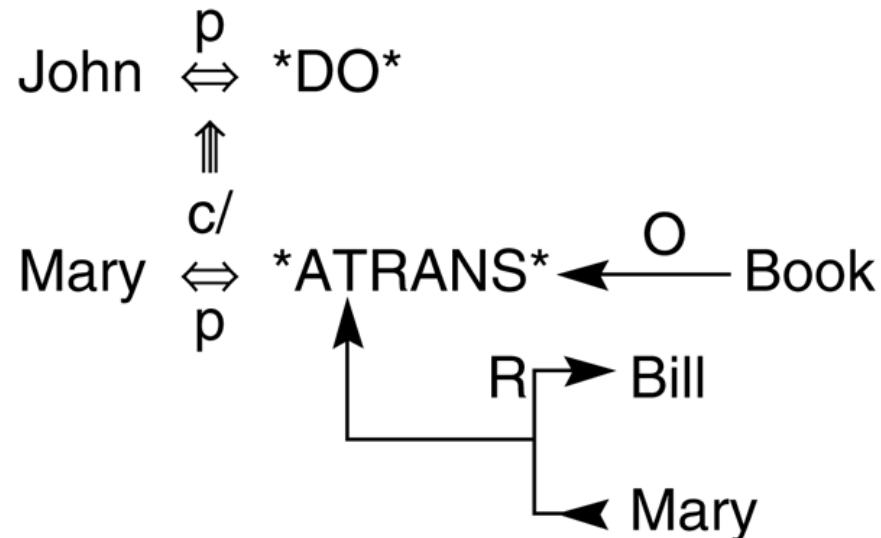 p
John ⇔ *DO*
⇑
c/
Mary ⇔ *ATRANS* O Book
p
R Bill
Mary